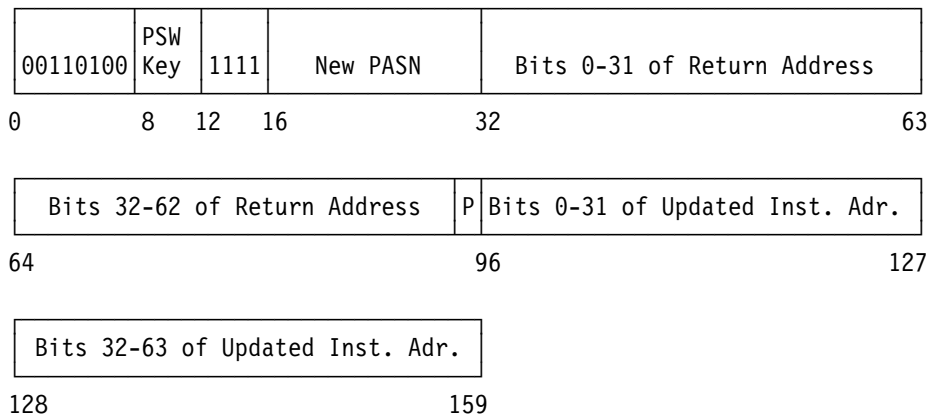 PSW
00110100 Key 1111 New PASN Bits 0-31 of Return Address
0 8 12 16 32 63
Bits 32-62 of Return Address P Bits 0-31 of Updated Inst. Adr.
64 96 127
Bits 32-63 of Updated Inst. Adr.
128 159